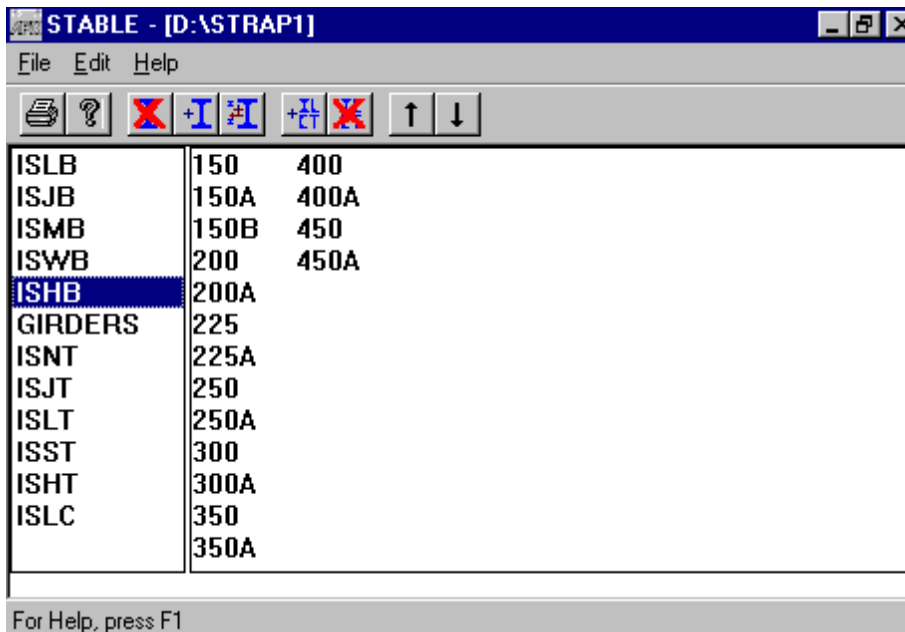 STABLE - [D:\STRAP1]
File Edit Help
ISLB
ISJB
ISMB
ISWB
ISHB
GIRDERS
ISNT
ISJT
ISLT
ISST
ISHT
ISLC
150 400
150A 400A
150B 450
200 450A
200A
225
225A
250
250A
300
300A
350
350A
For Help, press F1